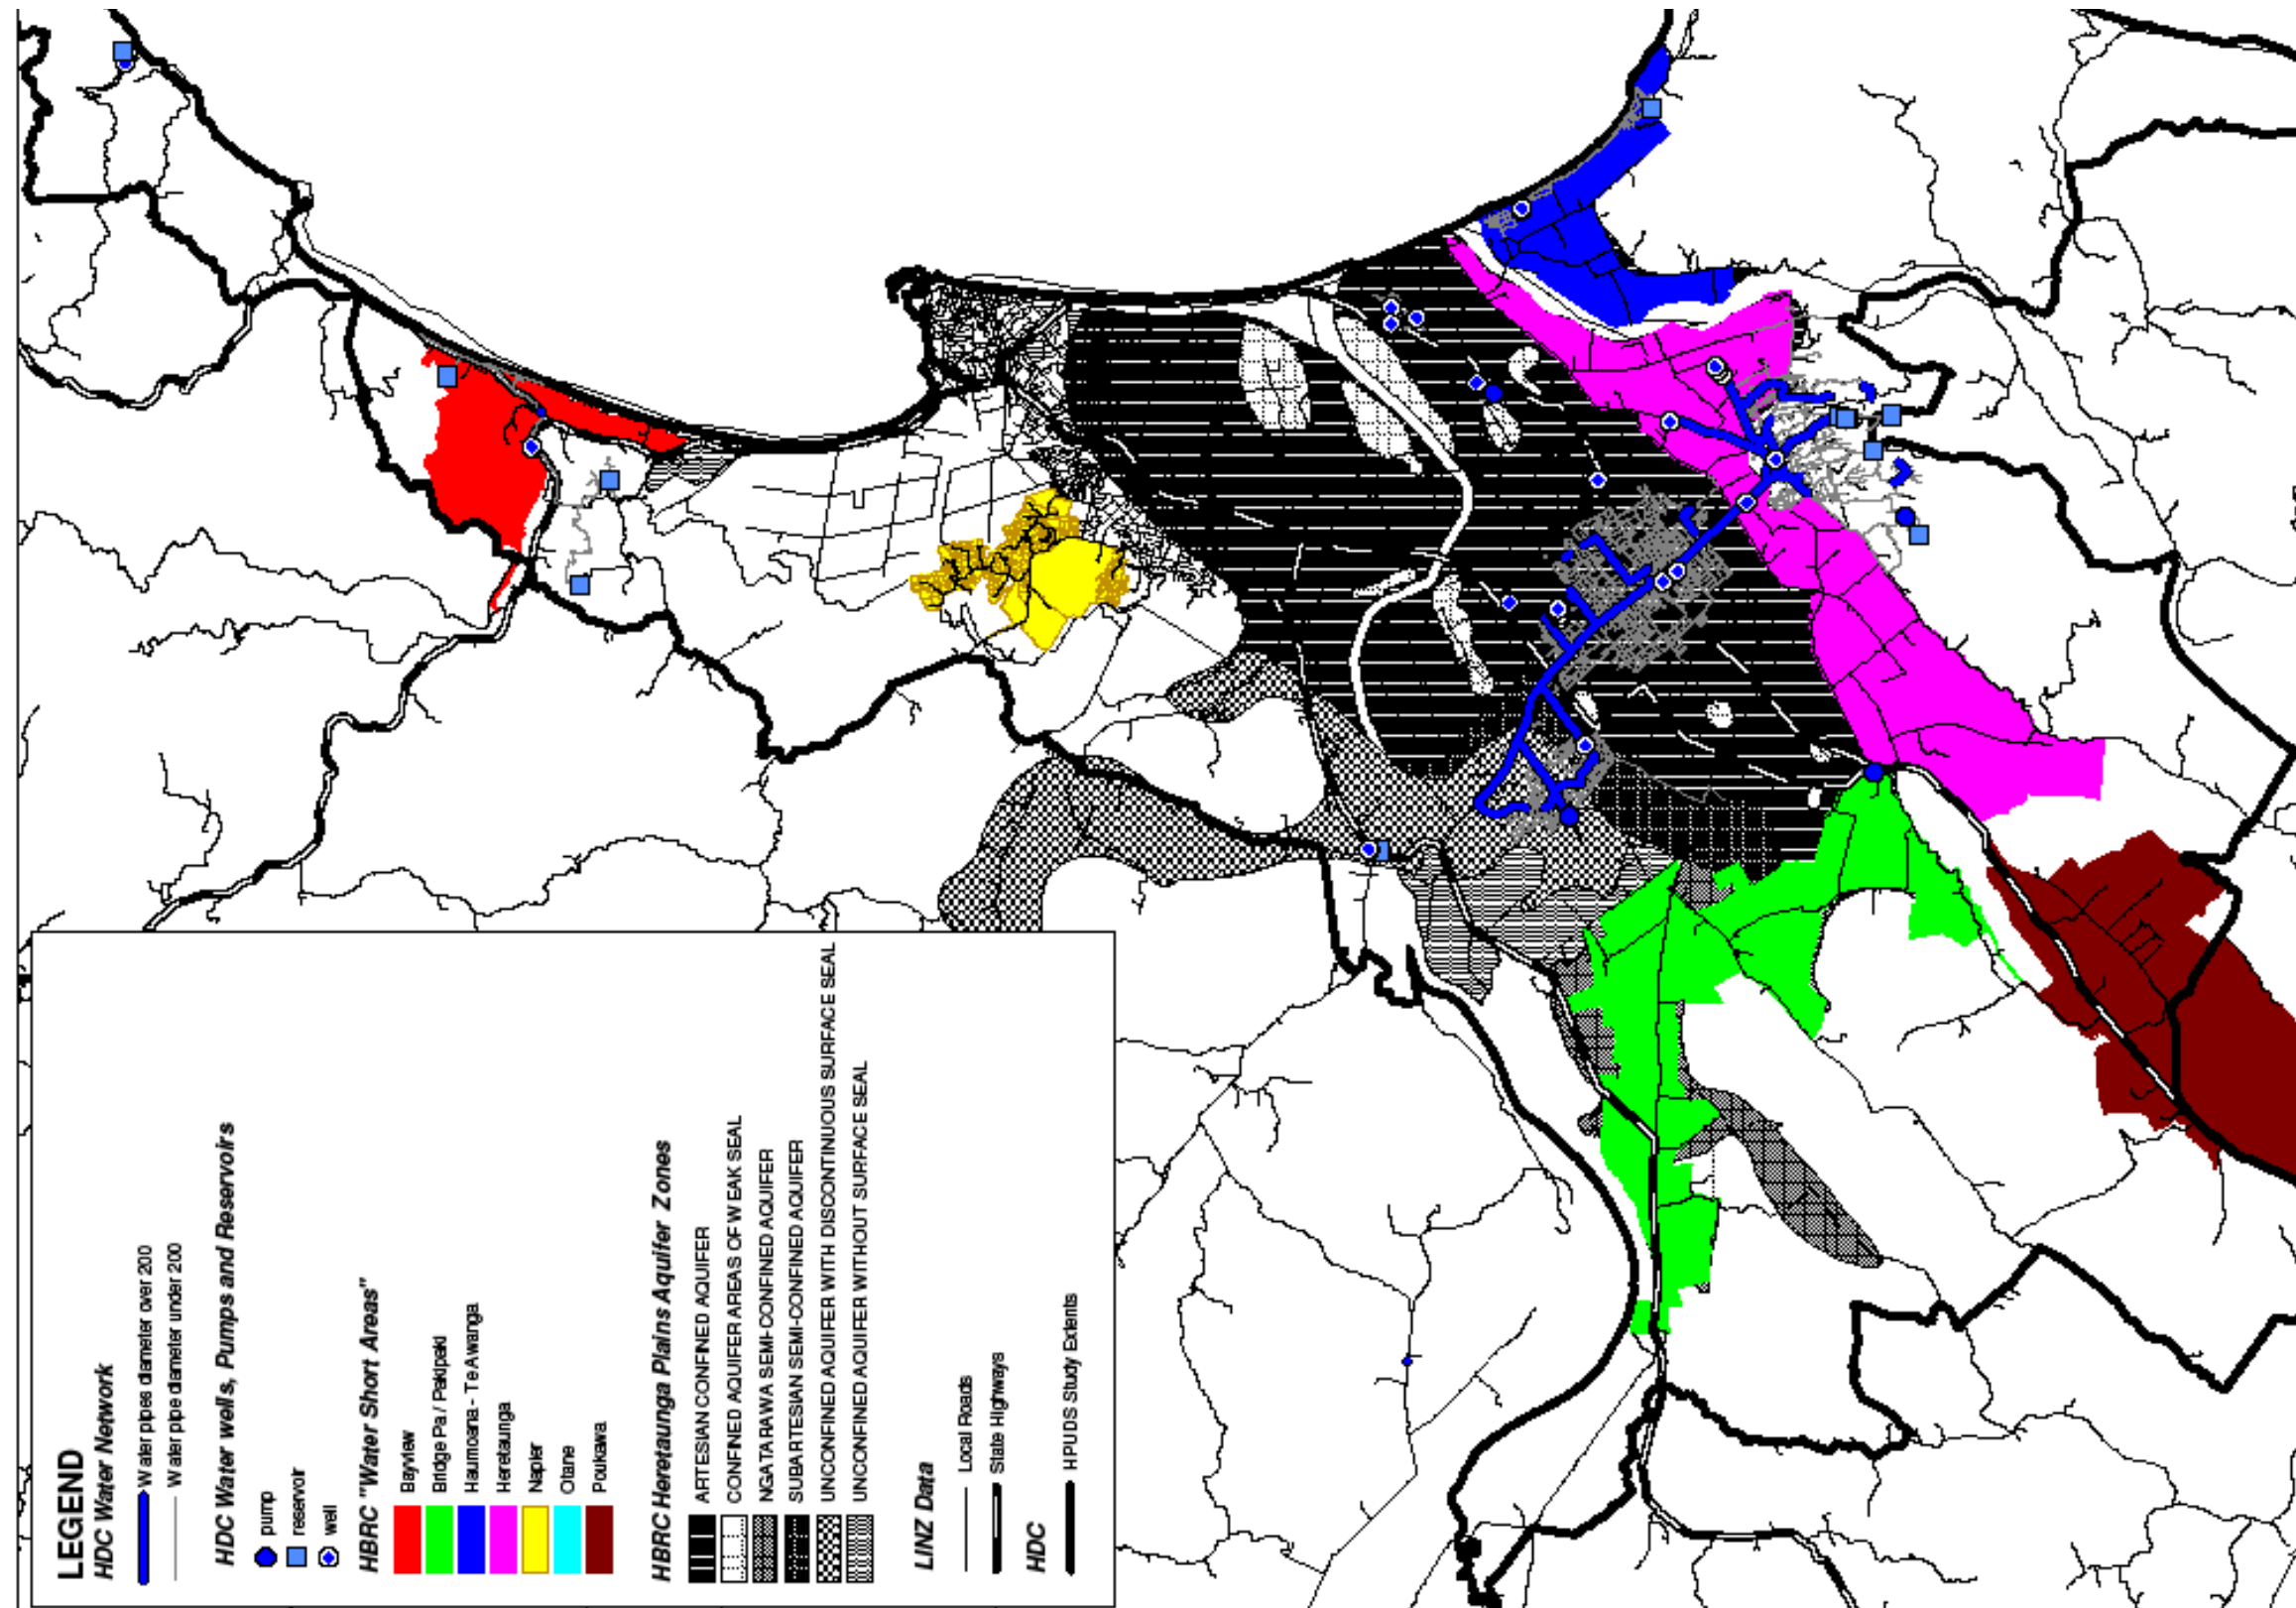 LEGEND
HDC Water Network
Water pipes diameter over 200
Water pipe diameter under 200
HDC Water wells, Pumps and Reservoirs
pump
reservoir
well
HBRC "Water Short Areas"
Bayview
Bridge Pa / Pakipaki
Haumoana - Te Awanga
Heretaunga
Napier
Otane
Poukawa
HBRC Heretaunga Plains Aquifer Zones
ARTESIAN CONFINED AQUIFER
CONFINED AQUIFER AREAS OF WEAK SEAL
NGATARAWA SEMI-CONFINED AQUIFER
SUBARTESIAN SEMI-CONFINED AQUIFER
UNCONFINED AQUIFER WITH DISCONTINUOUS SURFACE SEAL
UNCONFINED AQUIFER WITHOUT SURFACE SEAL
LINZ Data
Local Roads
State Highways
HDC
HPUDS Study Extents